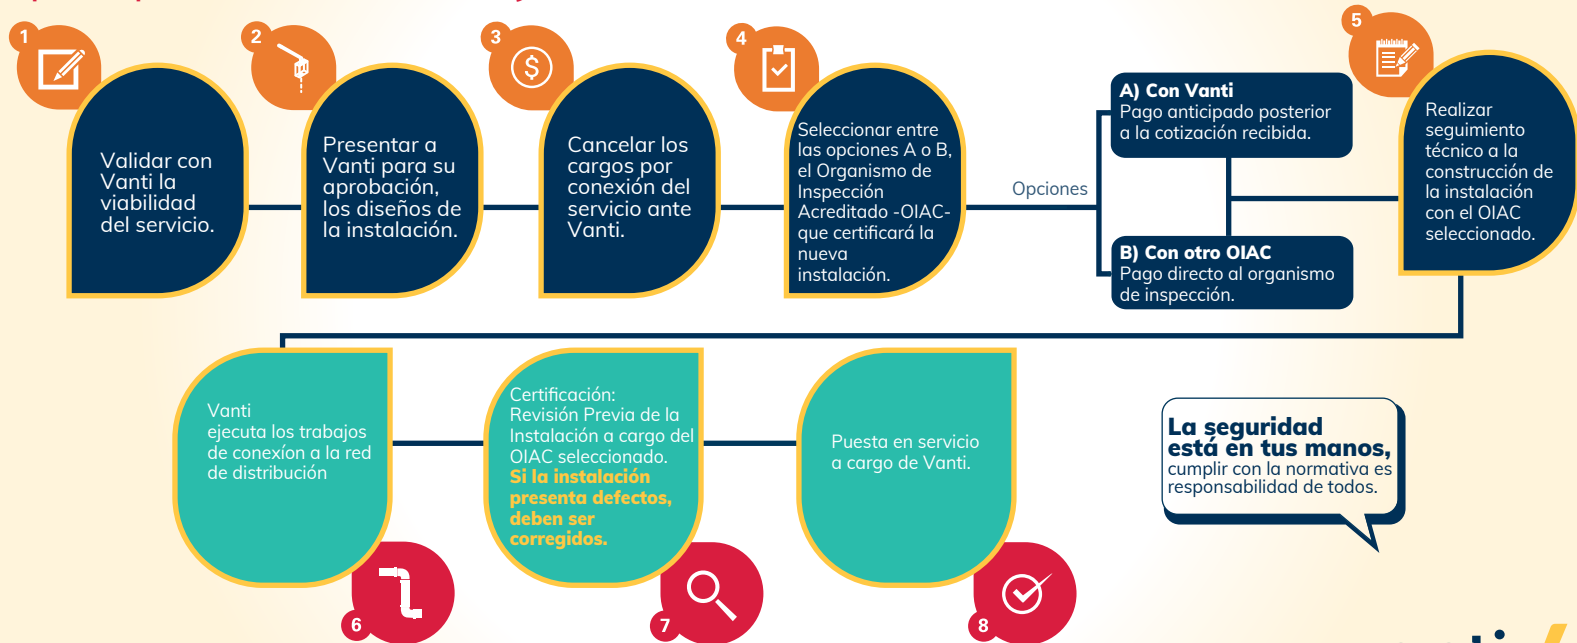 1
Validar con
Vanti la
viabilidad
del servicio.
2
Presentar a
Vanti para su
aprobación,
los diseños de
la instalación.
3
$
Cancelar los
cargos por
conexión del
servicio ante
Vanti.
4
Seleccionar entre
las opciones A o B,
el Organismo de
Inspección
Acreditado -OIAC-
que certificará la
nueva
instalación.
Opciones
A) Con Vanti
Pago anticipado posterior
a la cotización recibida.
B) Con otro OIAC
Pago directo al organismo
de inspección.
5
Realizar
seguimiento
técnico a la
construcción de
la instalación
con el OIAC
seleccionado.
Vanti
ejecuta los trabajos
de conexíon a la red
de distribución
6
Certificación:
Revisión Previa de la
Instalación a cargo del
OIAC seleccionado.
Si la instalación
presenta defectos,
deben ser
corregidos.
7
Puesta en servicio
a cargo de Vanti.
8
La seguridad
está en tus manos,
cumplir con la normativa es
responsabilidad de todos.